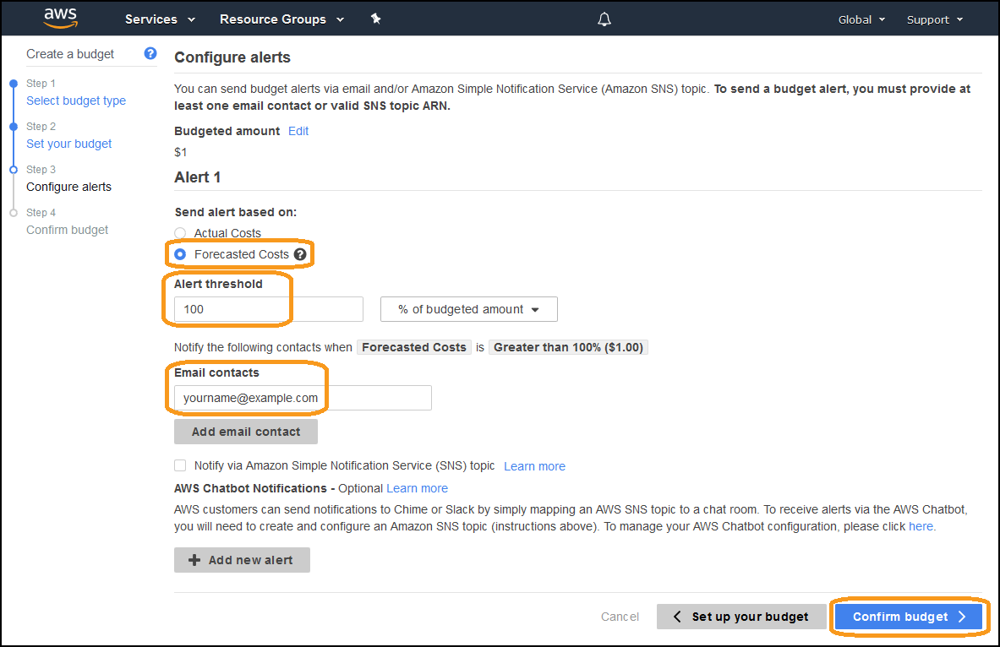 aws Services Resource Groups Global Support
Create a budget ?
Step 1
Select budget type
Step 2
Set your budget
Step 3
Configure alerts
Step 4
Confirm budget
Configure alerts
You can send budget alerts via email and/or Amazon Simple Notification Service (Amazon SNS) topic. To send a budget alert, you must provide at
least one email contact or valid SNS topic ARN.
Budgeted amount Edit
$1
Alert 1
Send alert based on:
Actual Costs
Forecasted Costs ?
Alert threshold
100 % of budgeted amount
Notify the following contacts when Forecasted Costs is Greater than 100% ($1.00)
Email contacts
yourname@example.com
Add email contact
Notify via Amazon Simple Notification Service (SNS) topic Learn more
AWS Chatbot Notifications - Optional Learn more
AWS customers can send notifications to Chime or Slack by simply mapping an AWS SNS topic to a chat room. To receive alerts via the AWS Chatbot,
you will need to create and configure an Amazon SNS topic (instructions above). To manage your AWS Chatbot configuration, please click here.
+ Add new alert
Cancel < Set up your budget Confirm budget >